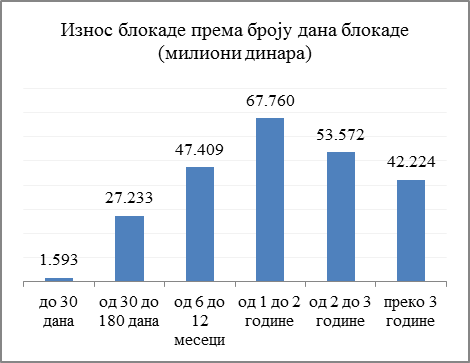 Износ блокаде према броју дана блокаде
(милиони динара)
67.760
53.572
47.409
42.224
27.233
1.593
до 30 дана
од 30 до 180 дана
од 6 до 12 месеци
од 1 до 2 године
од 2 до 3 године
преко 3 године